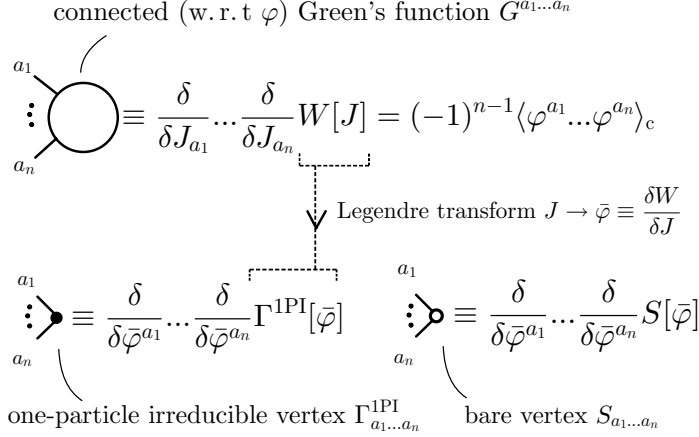 connected (w. r. t φ) Green's function G^{a_1...a_n}
a_1
⋮
a_n
≡ δ/δJ_{a_1} ... δ/δJ_{a_n} W[J] = (-1)^{n-1}⟨φ^{a_1}...φ^{a_n}⟩_c
Legendre transform J → φ̄ ≡ δW/δJ
a_1
⋮
a_n
≡ δ/δφ̄^{a_1} ... δ/δφ̄^{a_n} Γ^{1PI}[φ̄]
a_1
⋮
a_n
≡ δ/δφ̄^{a_1} ... δ/δφ̄^{a_n} S[φ̄]
one-particle irreducible vertex Γ^{1PI}_{a_1...a_n}
bare vertex S_{a_1...a_n}